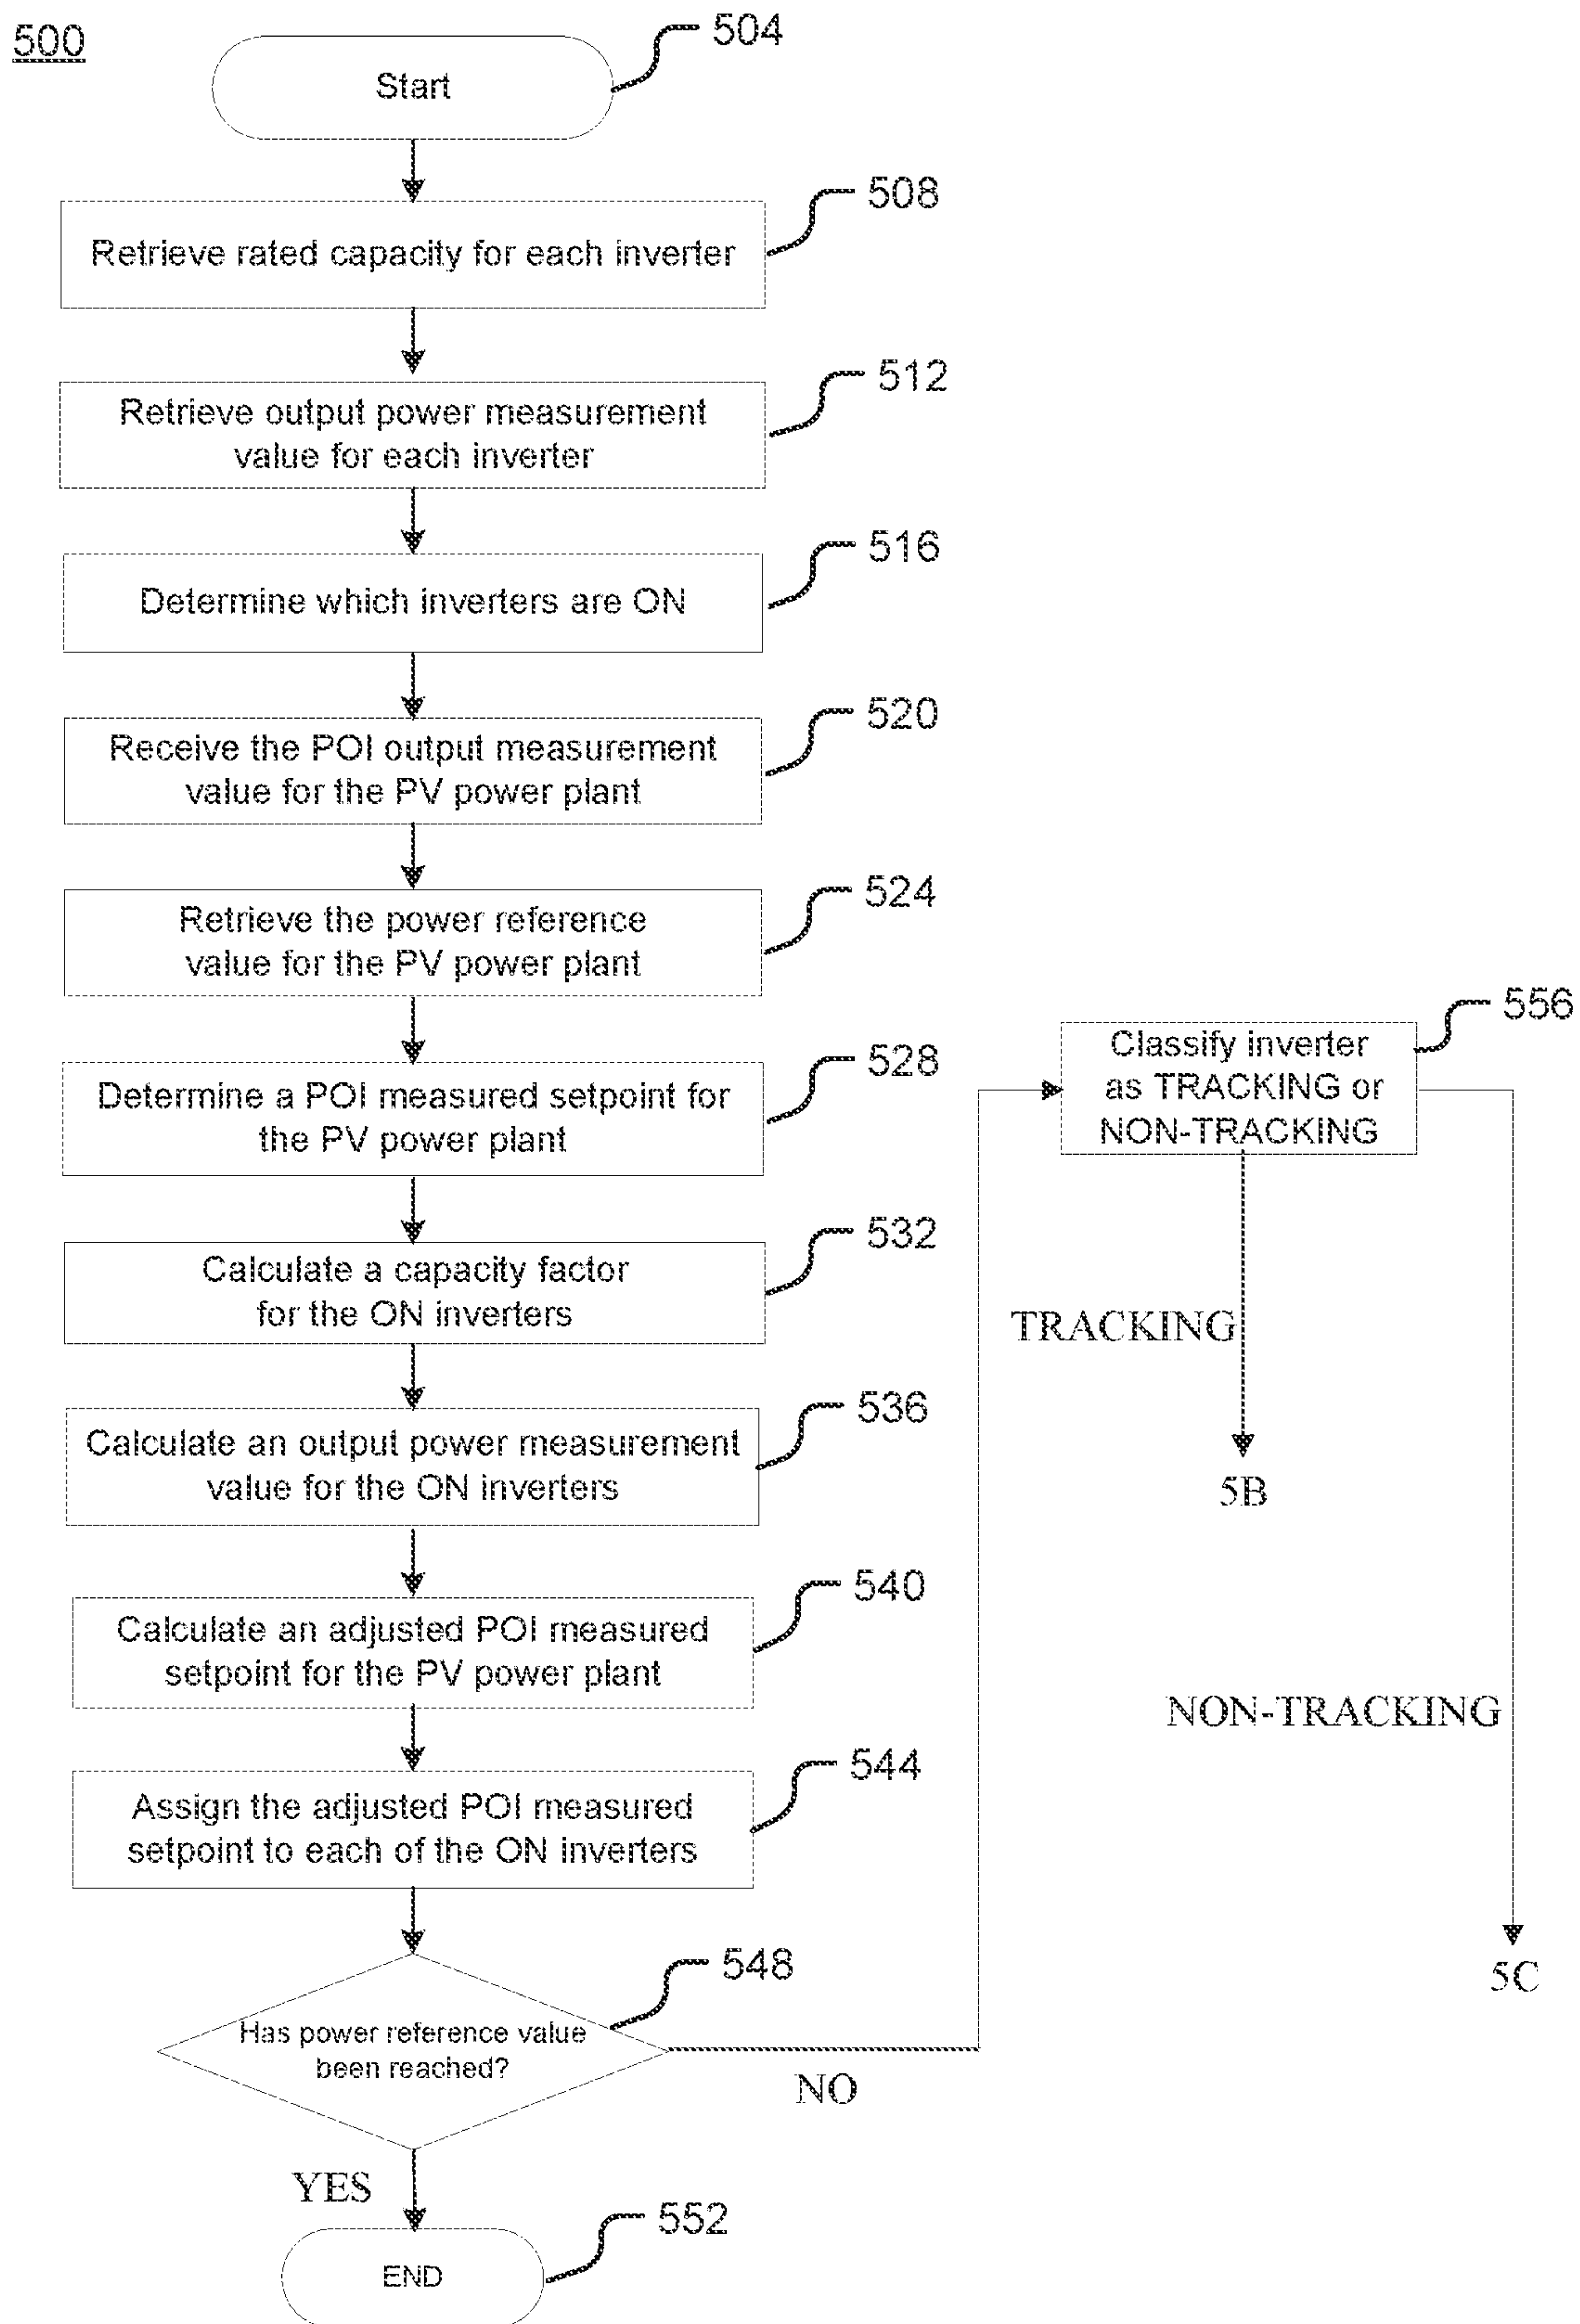 500
504
Start
508
Retrieve rated capacity for each inverter
512
Retrieve output power measurement
value for each inverter
516
Determine which inverters are ON
520
Receive the POI output measurement
value for the PV power plant
524
Retrieve the power reference
value for the PV power plant
528
Determine a POI measured setpoint for
the PV power plant
532
Calculate a capacity factor
for the ON inverters
536
Calculate an output power measurement
value for the ON inverters
540
Calculate an adjusted POI measured
setpoint for the PV power plant
544
Assign the adjusted POI measured
setpoint to each of the ON inverters
548
Has power reference value
been reached?
NO
YES
552
END
556
Classify inverter
as TRACKING or
NON-TRACKING
TRACKING
5B
NON-TRACKING
5C